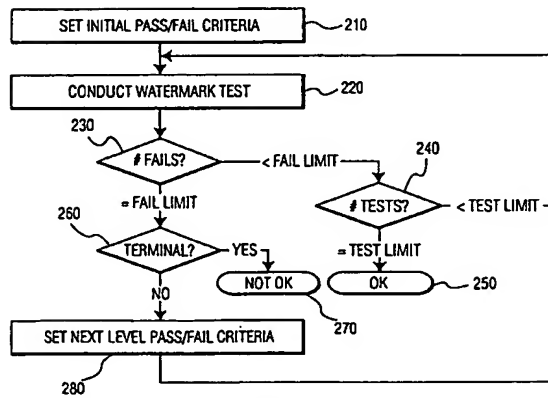 SET INITIAL PASS/FAIL CRITERIA
210
CONDUCT WATERMARK TEST
220
230
# FAILS?
< FAIL LIMIT
240
# TESTS?
< TEST LIMIT
= FAIL LIMIT
260
TERMINAL?
YES
= TEST LIMIT
NOT OK
OK
250
NO
270
SET NEXT LEVEL PASS/FAIL CRITERIA
280